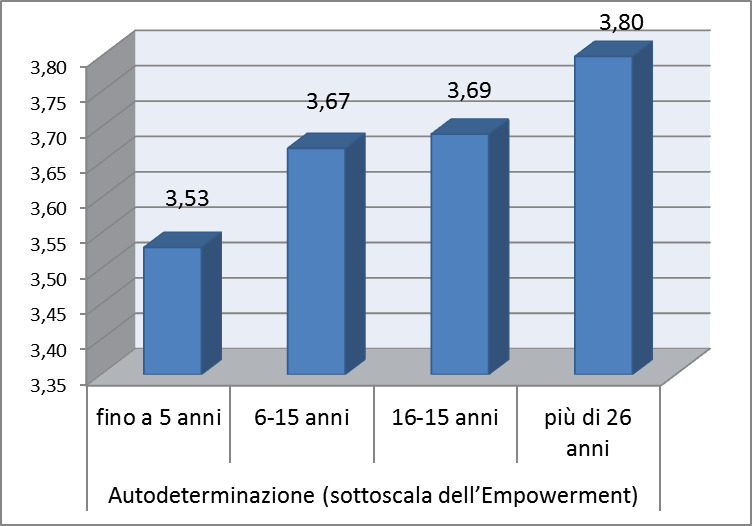 3,80
3,75
3,70
3,65
3,60
3,55
3,50
3,45
3,40
3,35
3,53
3,67
3,69
3,80
fino a 5 anni
6-15 anni
16-15 anni
più di 26
anni
Autodeterminazione (sottoscala dell’Empowerment)